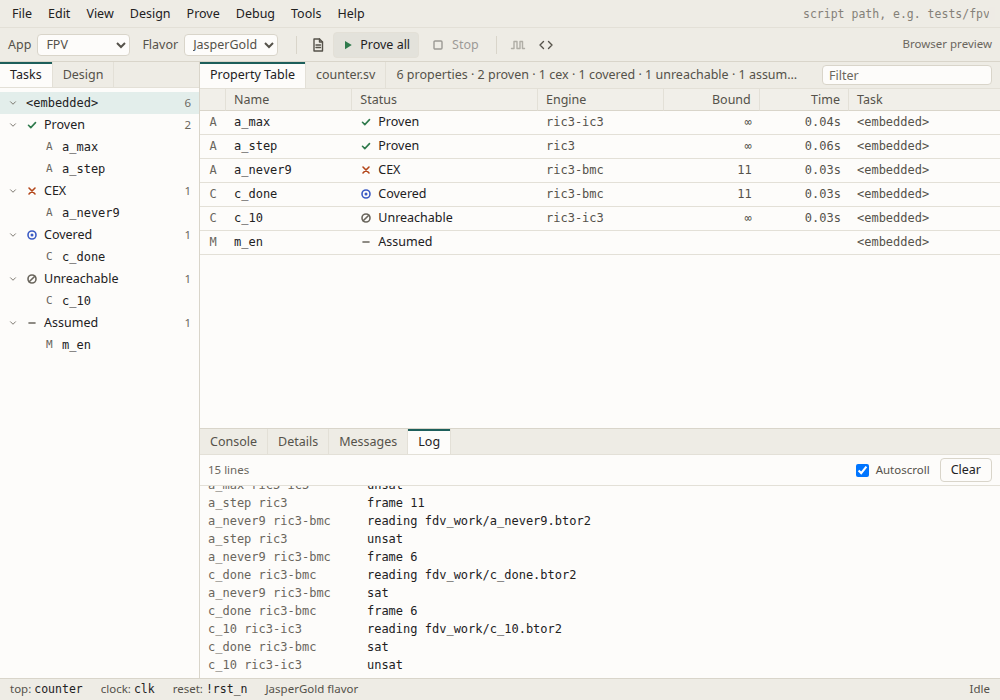 File Edit View Design Prove Debug Tools Help script path, e.g. tests/fpv
App FPV Flavor JasperGold Prove all Stop Browser preview
Tasks Design
<embedded> 6
Proven 2
A a_max
A a_step
CEX 1
A a_never9
Covered 1
C c_done
Unreachable 1
C c_10
Assumed 1
M m_en
Property Table counter.sv 6 properties · 2 proven · 1 cex · 1 covered · 1 unreachable · 1 assum... Filter
Name Status Engine Bound Time Task
A a_max Proven ric3-ic3 ∞ 0.04s <embedded>
A a_step Proven ric3 ∞ 0.06s <embedded>
A a_never9 CEX ric3-bmc 11 0.03s <embedded>
C c_done Covered ric3-bmc 11 0.03s <embedded>
C c_10 Unreachable ric3-ic3 ∞ 0.03s <embedded>
M m_en Assumed <embedded>
Console Details Messages Log
15 lines Autoscroll Clear
a_max ric3-ic3 unsat
a_step ric3 frame 11
a_never9 ric3-bmc reading fdv_work/a_never9.btor2
a_step ric3 unsat
a_never9 ric3-bmc frame 6
c_done ric3-bmc reading fdv_work/c_done.btor2
a_never9 ric3-bmc sat
c_done ric3-bmc frame 6
c_10 ric3-ic3 reading fdv_work/c_10.btor2
c_done ric3-bmc sat
c_10 ric3-ic3 unsat
top: counter clock: clk reset: !rst_n JasperGold flavor Idle